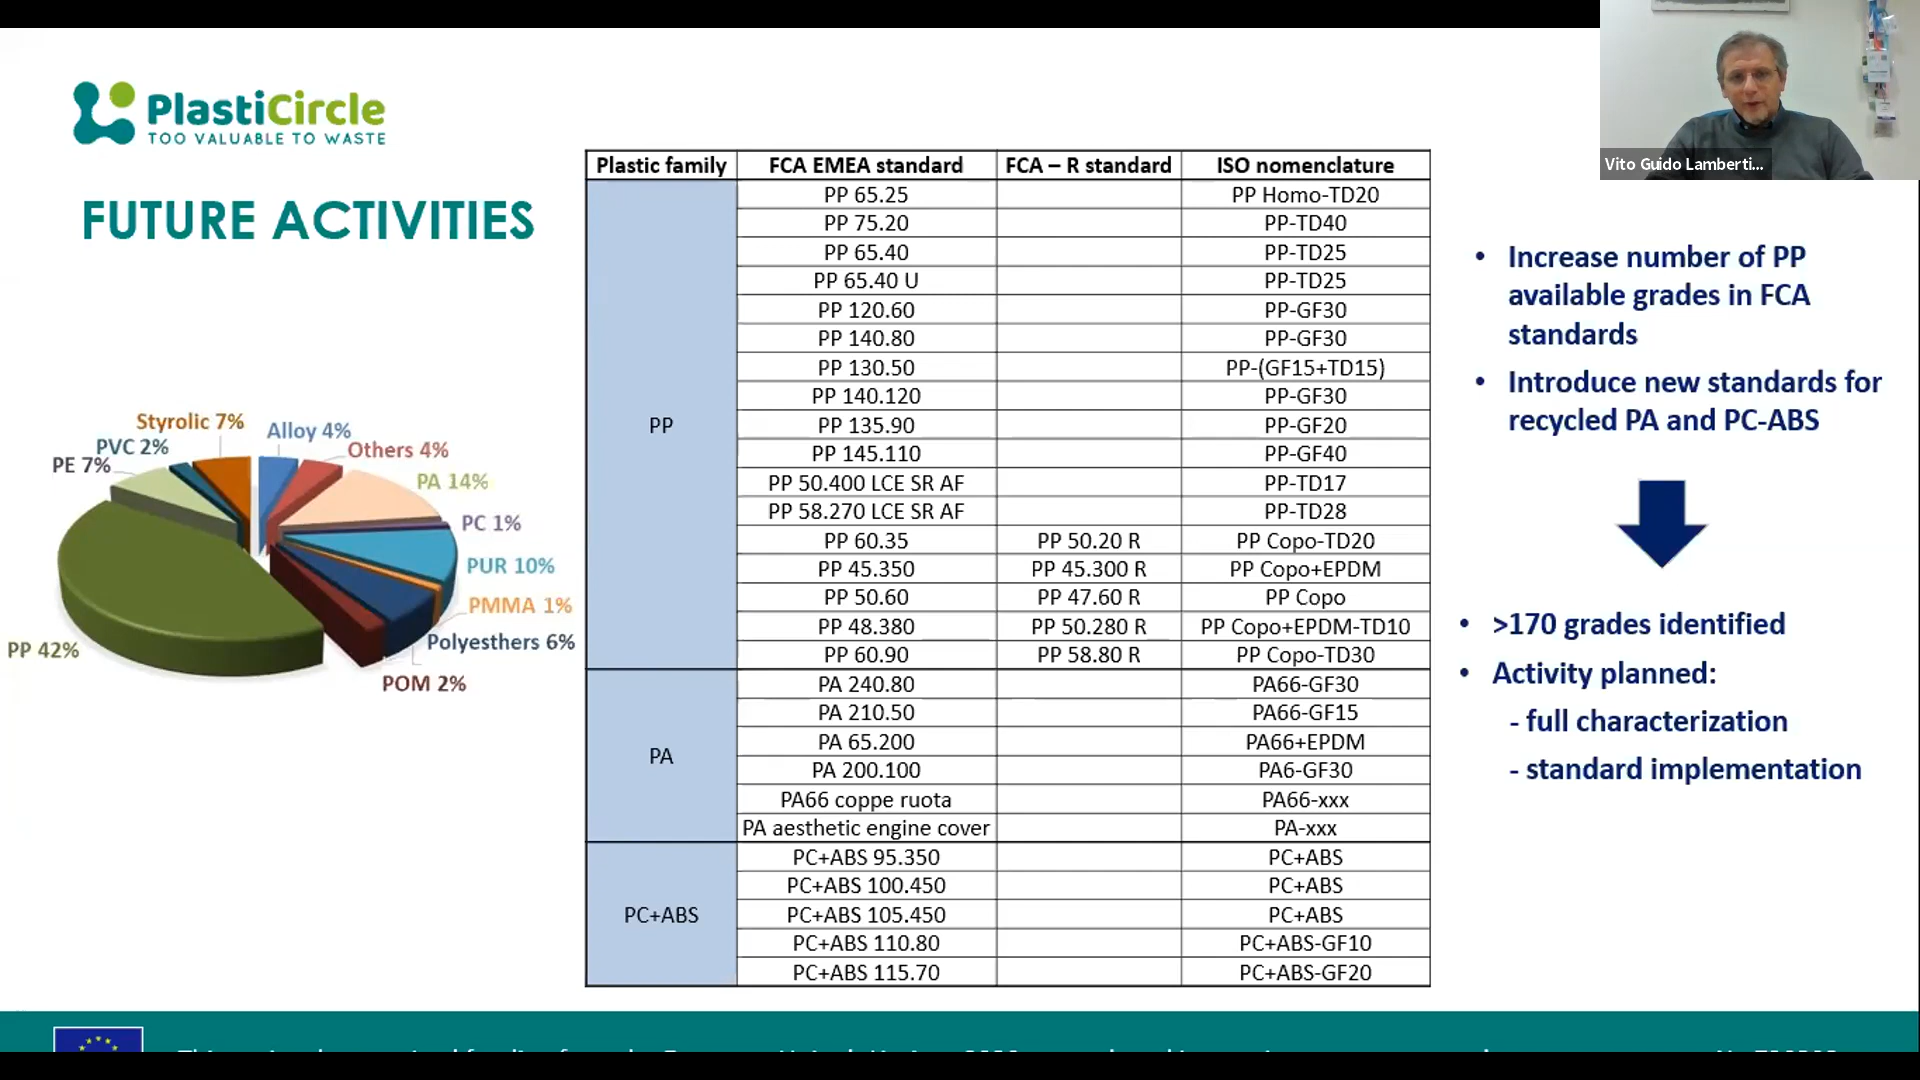 PlastiCircle
TOO VALUABLE TO WASTE
FUTURE ACTIVITIES
Styrolic 7%
Alloy 4%
PVC 2%
Others 4%
PE 7%
PA 14%
PC 1%
PUR 10%
PMMA 1%
Polyesthers 6%
PP 42%
POM 2%
Plastic family FCA EMEA standard FCA – R standard ISO nomenclature
PP
PP 65.25 PP Homo-TD20
PP 75.20 PP-TD40
PP 65.40 PP-TD25
PP 65.40 U PP-TD25
PP 120.60 PP-GF30
PP 140.80 PP-GF30
PP 130.50 PP-(GF15+TD15)
PP 140.120 PP-GF30
PP 135.90 PP-GF20
PP 145.110 PP-GF40
PP 50.400 LCE SR AF PP-TD17
PP 58.270 LCE SR AF PP-TD28
PP 60.35 PP 50.20 R PP Copo-TD20
PP 45.350 PP 45.300 R PP Copo+EPDM
PP 50.60 PP 47.60 R PP Copo
PP 48.380 PP 50.280 R PP Copo+EPDM-TD10
PP 60.90 PP 58.80 R PP Copo-TD30
PA
PA 240.80 PA66-GF30
PA 210.50 PA66-GF15
PA 65.200 PA66+EPDM
PA 200.100 PA6-GF30
PA66 coppe ruota PA66-xxx
PA aesthetic engine cover PA-xxx
PC+ABS
PC+ABS 95.350 PC+ABS
PC+ABS 100.450 PC+ABS
PC+ABS 105.450 PC+ABS
PC+ABS 110.80 PC+ABS-GF10
PC+ABS 115.70 PC+ABS-GF20
Vito Guido Lamberti...
• Increase number of PP
available grades in FCA
standards
• Introduce new standards for
recycled PA and PC-ABS
• >170 grades identified
• Activity planned:
- full characterization
- standard implementation